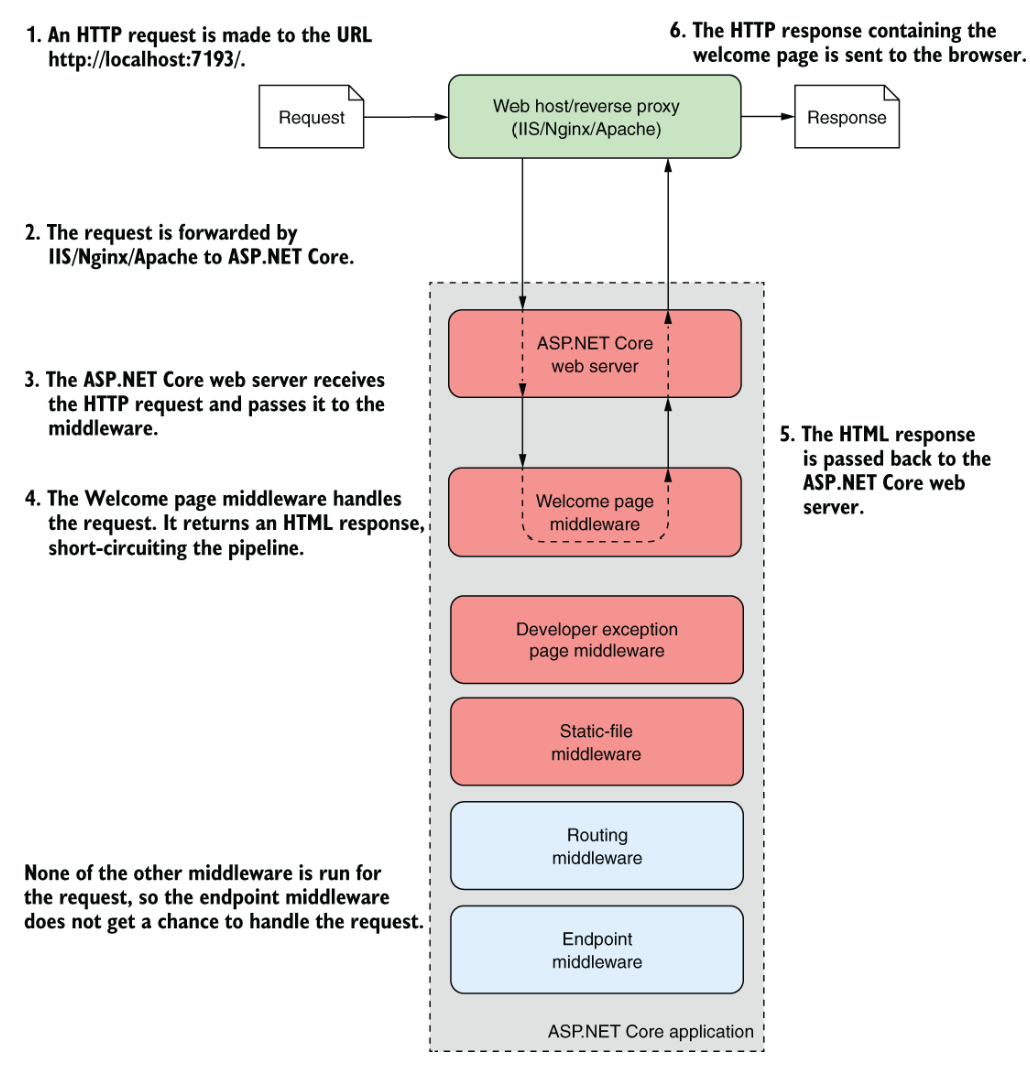 1. An HTTP request is made to the URL
http://localhost:7193/.
6. The HTTP response containing the
welcome page is sent to the browser.
Request
Web host/reverse proxy
(IIS/Nginx/Apache)
Response
2. The request is forwarded by
IIS/Nginx/Apache to ASP.NET Core.
ASP.NET Core
web server
3. The ASP.NET Core web server receives
the HTTP request and passes it to the
middleware.
5. The HTML response
is passed back to the
ASP.NET Core web
server.
4. The Welcome page middleware handles
the request. It returns an HTML response,
short-circuiting the pipeline.
Welcome page
middleware
Developer exception
page middleware
Static-file
middleware
Routing
middleware
None of the other middleware is run for
the request, so the endpoint middleware
does not get a chance to handle the request.
Endpoint
middleware
ASP.NET Core application